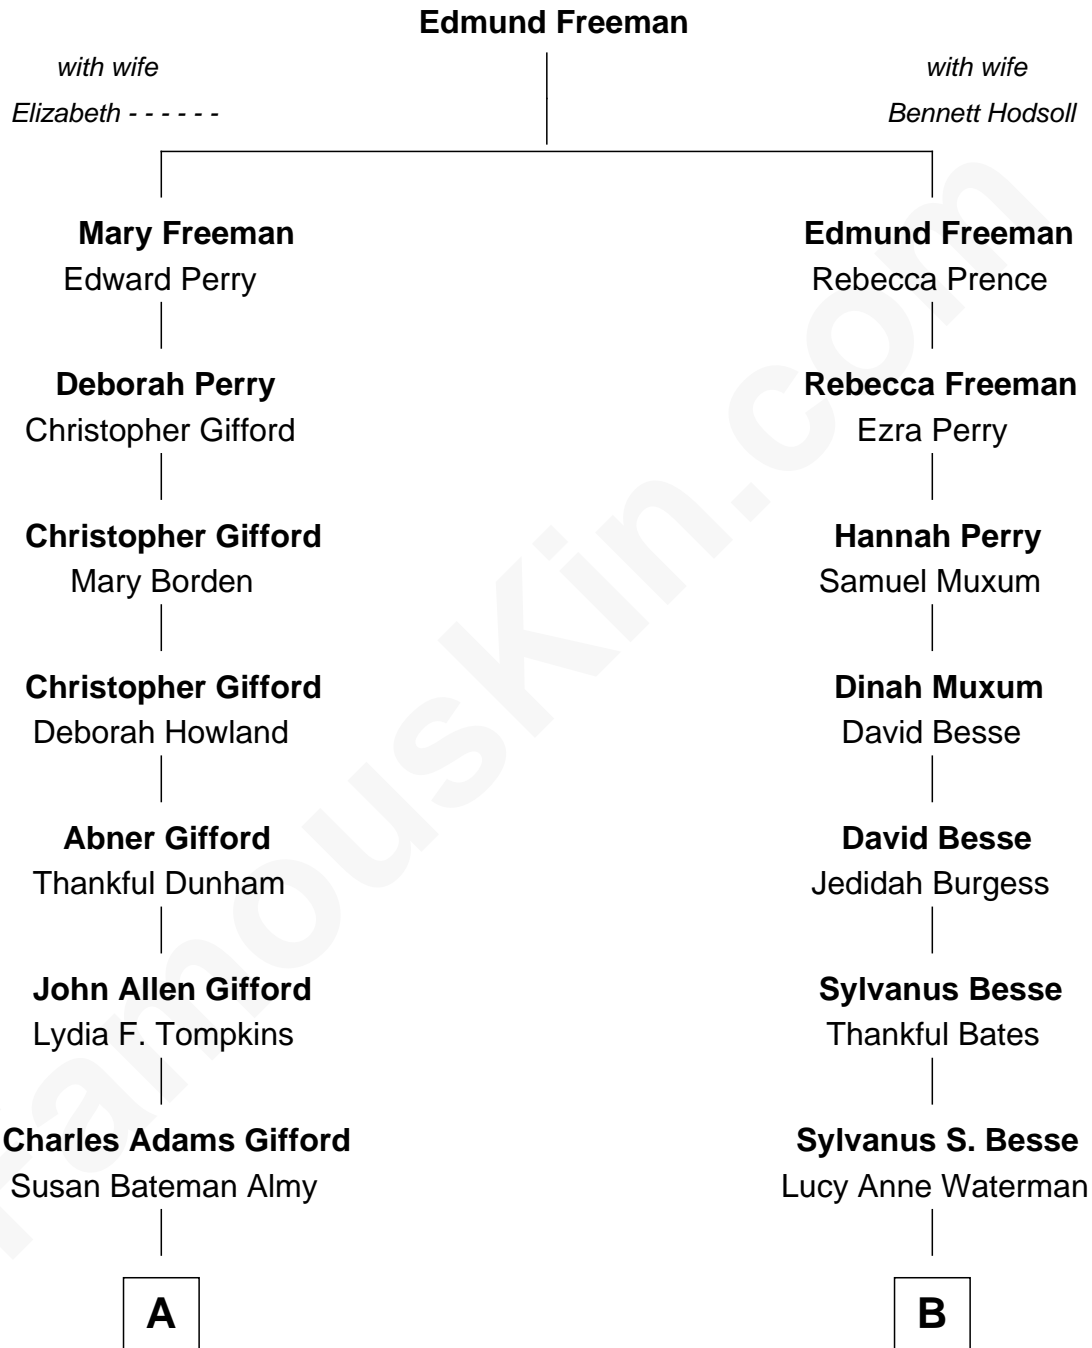 Edmund Freeman
with wife
Elizabeth - - - - - -
with wife
Bennett Hodsoll
Mary Freeman
Edward Perry
Edmund Freeman
Rebecca Prence
Deborah Perry
Christopher Gifford
Rebecca Freeman
Ezra Perry
Christopher Gifford
Mary Borden
Hannah Perry
Samuel Muxum
Christopher Gifford
Deborah Howland
Dinah Muxum
David Besse
Abner Gifford
Thankful Dunham
David Besse
Jedidah Burgess
John Allen Gifford
Lydia F. Tompkins
Sylvanus Besse
Thankful Bates
Charles Adams Gifford
Susan Bateman Almy
Sylvanus S. Besse
Lucy Anne Waterman
A
B
FamousKin.com